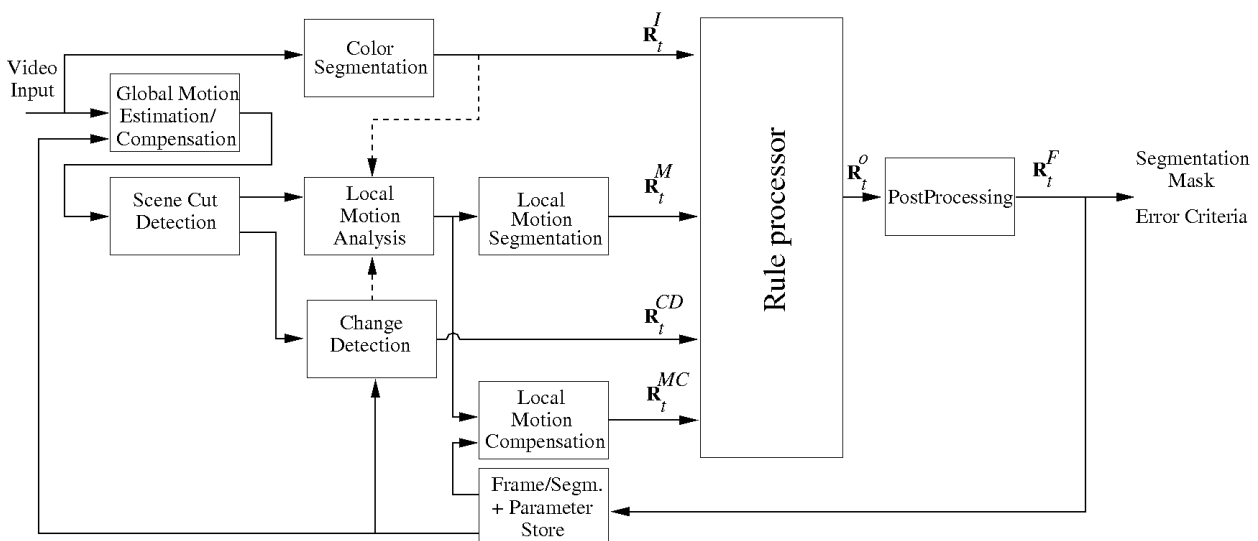 Video
Input
Color
Segmentation
Global Motion
Estimation/
Compensation
Scene Cut
Detection
Local
Motion
Analysis
Local
Motion
Segmentation
Change
Detection
Local
Motion
Compensation
Frame/Segm.
+ Parameter
Store
R_t^I
R_t^M
R_t^CD
R_t^MC
Rule processor
R_t^o
PostProcessing
R_t^F
Segmentation
Mask
Error Criteria